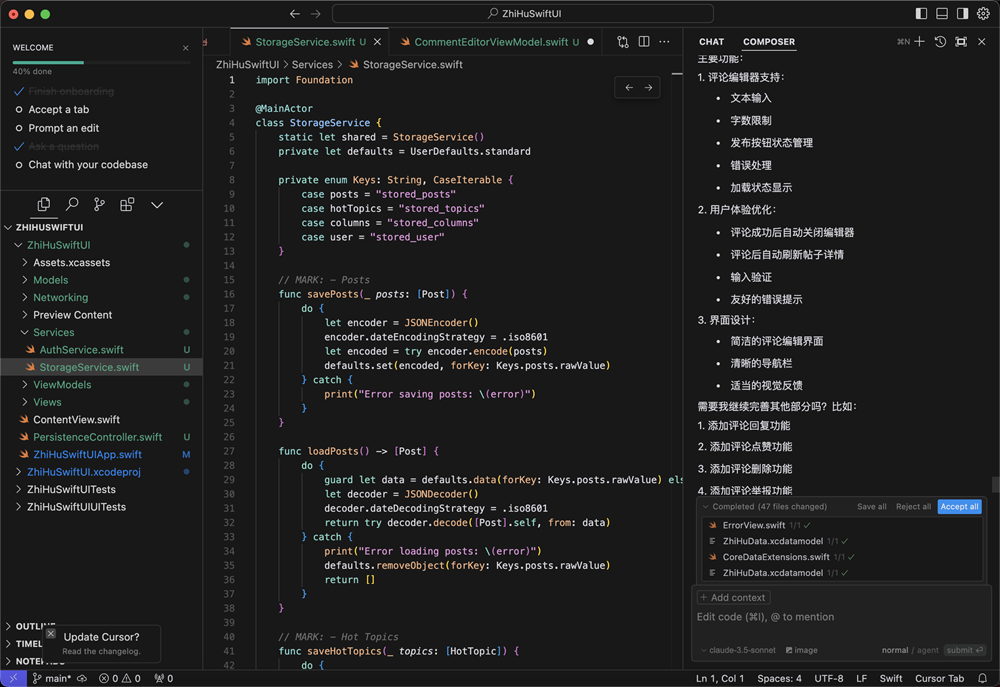 ZhiHuSwiftUI
WELCOME
40% done
Finish onboarding
Accept a tab
Prompt an edit
Ask a question
Chat with your codebase
ZHIHUSWIFTUI
ZhiHuSwiftUI
Assets.xcassets
Models
Networking
Preview Content
Services
AuthService.swift U
StorageService.swift U
ViewModels
Views
ContentView.swift
PersistenceController.swift U
ZhiHuSwiftUIApp.swift M
ZhiHuSwiftUI.xcodeproj
ZhiHuSwiftUITests
ZhiHuSwiftUIUITests
OUTLINE
TIMEL
NOTEPADS
Update Cursor?
Read the changelog.
StorageService.swift U
CommentEditorViewModel.swift U
ZhiHuSwiftUI > Services > StorageService.swift
1 import Foundation
2
3 @MainActor
4 class StorageService {
5 static let shared = StorageService()
6 private let defaults = UserDefaults.standard
7
8 private enum Keys: String, CaseIterable {
9 case posts = "stored_posts"
10 case hotTopics = "stored_topics"
11 case columns = "stored_columns"
12 case user = "stored_user"
13 }
14
15 // MARK: — Posts
16 func savePosts(_ posts: [Post]) {
17 do {
18 let encoder = JSONEncoder()
19 encoder.dateEncodingStrategy = .iso8601
20 let encoded = try encoder.encode(posts)
21 defaults.set(encoded, forKey: Keys.posts.rawValue)
22 } catch {
23 print("Error saving posts: \(error)")
24 }
25 }
26
27 func loadPosts() -> [Post] {
28 do {
29 guard let data = defaults.data(forKey: Keys.posts.rawValue) els
30 let decoder = JSONDecoder()
31 decoder.dateDecodingStrategy = .iso8601
32 return try decoder.decode([Post].self, from: data)
33 } catch {
34 print("Error loading posts: \(error)")
35 defaults.removeObject(forKey: Keys.posts.rawValue)
36 return []
37 }
38 }
39
40 // MARK: — Hot Topics
41 func saveHotTopics(_ topics: [HotTopic]) {
42 do {
CHAT COMPOSER ⌘N
主要功能：
1. 评论编辑器支持：
• 文本输入
• 字数限制
• 发布按钮状态管理
• 错误处理
• 加载状态显示
2. 用户体验优化：
• 评论成功后自动关闭编辑器
• 评论后自动刷新帖子详情
• 输入验证
• 友好的错误提示
3. 界面设计：
• 简洁的评论编辑界面
• 清晰的导航栏
• 适当的视觉反馈
需要我继续完善其他部分吗？比如：
1. 添加评论回复功能
2. 添加评论点赞功能
3. 添加评论删除功能
4. 添加评论举报功能
Completed (47 files changed) Save all Reject all Accept all
ErrorView.swift 1/1
ZhiHuData.xcdatamodel 1/1
CoreDataExtensions.swift 1/1
ZhiHuData.xcdatamodel 1/1
+ Add context
Edit code (⌘I), @ to mention
claude-3.5-sonnet image normal / agent submit
main* 0 0 0 Ln 1, Col 1 Spaces: 4 UTF-8 LF Swift Cursor Tab